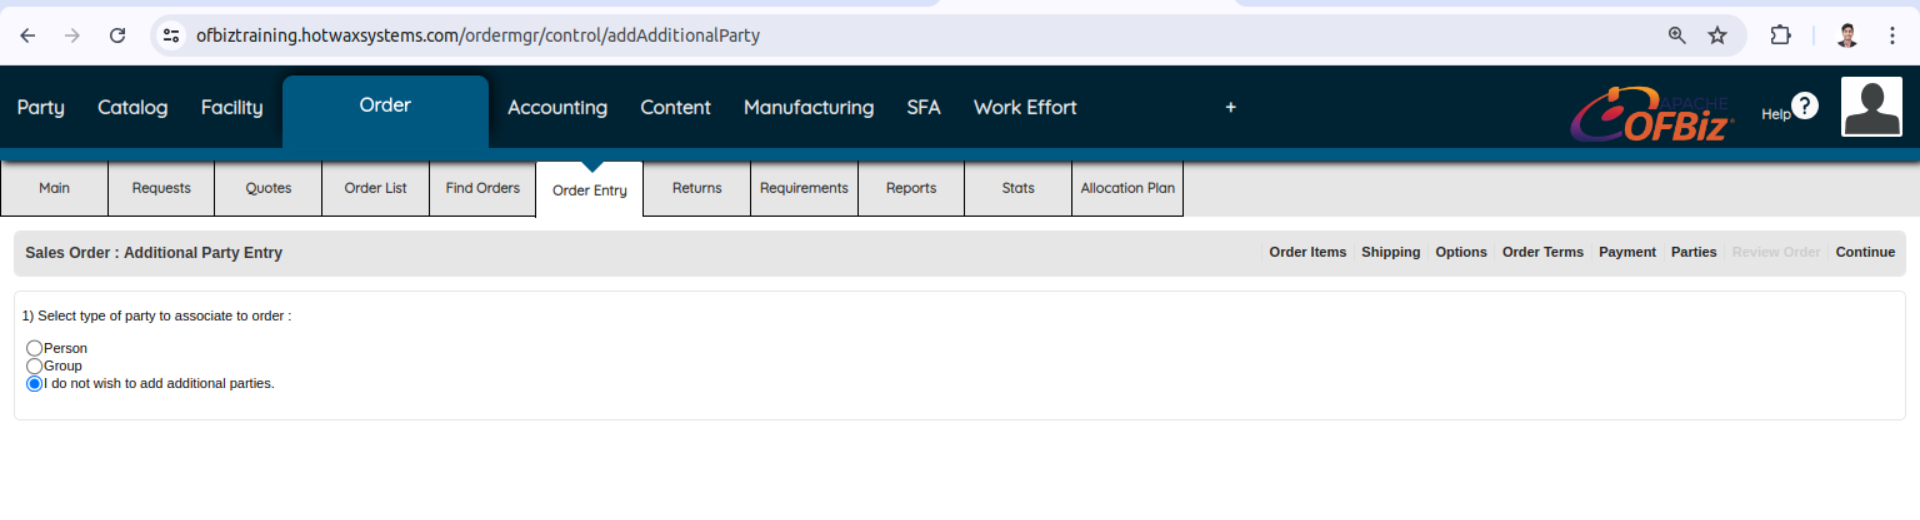 ofbiztraining.hotwaxsystems.com/ordermgr/control/addAdditionalParty
Party Catalog Facility Order Accounting Content Manufacturing SFA Work Effort + APACHE OFBiz Help ?
Main Requests Quotes Order List Find Orders Order Entry Returns Requirements Reports Stats Allocation Plan
Sales Order : Additional Party Entry Order Items Shipping Options Order Terms Payment Parties Review Order Continue
1) Select type of party to associate to order :
Person
Group
I do not wish to add additional parties.